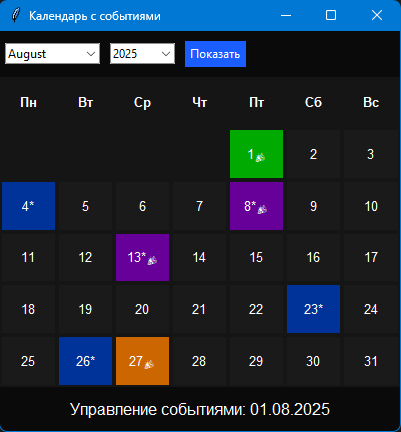 Календарь с событиями
August 2025 Показать
Пн Вт Ср Чт Пт Сб Вс
1🎉 2 3
4* 5 6 7 8*🎉 9 10
11 12 13*🎉 14 15 16 17
18 19 20 21 22 23* 24
25 26* 27🎉 28 29 30 31
Управление событиями: 01.08.2025